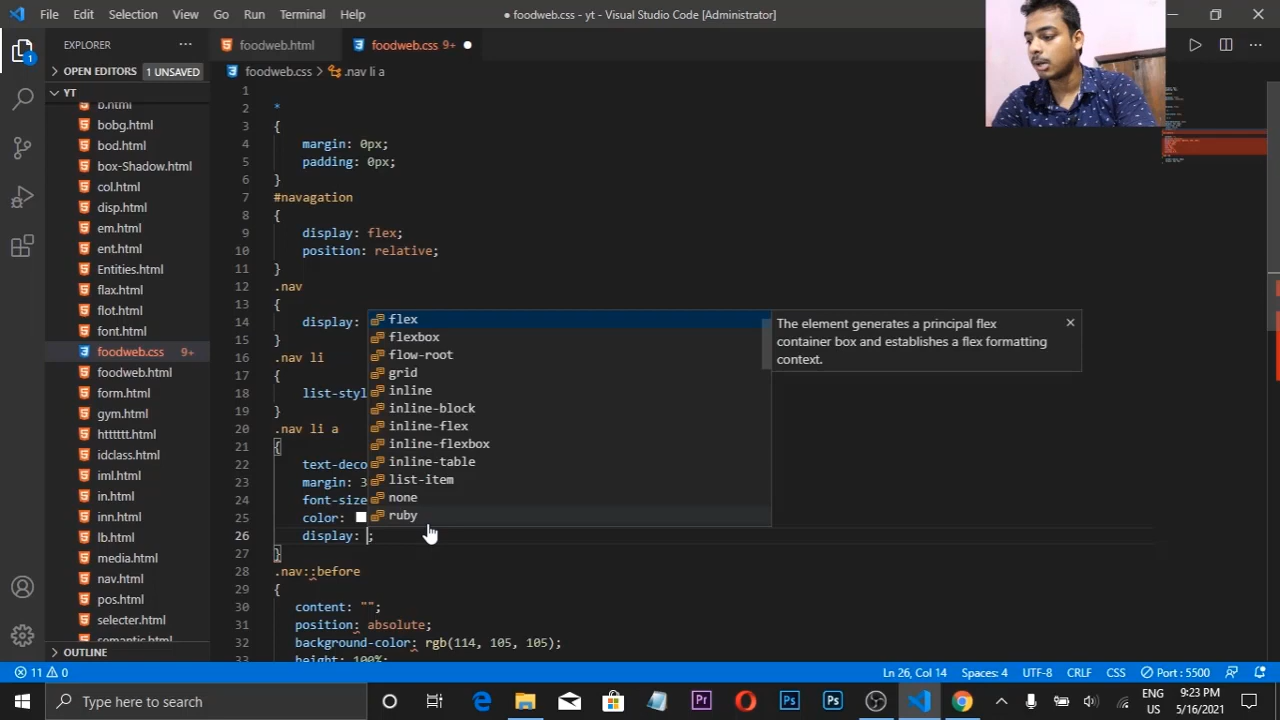 File Edit Selection View Go Run Terminal Help
● foodweb.css - yt - Visual Studio Code [Administrator]
EXPLORER ···
foodweb.html
foodweb.css 9+ ●
OPEN EDITORS 1 UNSAVED
foodweb.css > .nav li a
YT
b.html
bobg.html
bod.html
box-Shadow.html
col.html
disp.html
em.html
ent.html
Entities.html
flax.html
flot.html
font.html
foodweb.css 9+
foodweb.html
form.html
gym.html
htttttt.html
idclass.html
iml.html
in.html
inn.html
lb.html
media.html
nav.html
pos.html
selecter.html
semantic.html
OUTLINE
1
2 *
3 {
4 margin: 0px;
5 padding: 0px;
6 }
7 #navagation
8 {
9 display: flex;
10 position: relative;
11 }
12 .nav
13 {
14 display:
15 }
16 .nav li
17 {
18 list-styl
19 }
20 .nav li a
21 {
22 text-deco
23 margin: 3
24 font-size
25 color:
26 display: ;
27 }
28 .nav::before
29 {
30 content: "";
31 position: absolute;
32 background-color: rgb(114, 105, 105);
33 height: 100%;
flex
flexbox
flow-root
grid
inline
inline-block
inline-flex
inline-flexbox
inline-table
list-item
none
ruby
The element generates a principal flex
container box and establishes a flex formatting
context.
1
11 0
Ln 26, Col 14 Spaces: 4 UTF-8 CRLF CSS Port : 5500
Type here to search
Pr Ps Ps
ENG
US
9:23 PM
5/16/2021